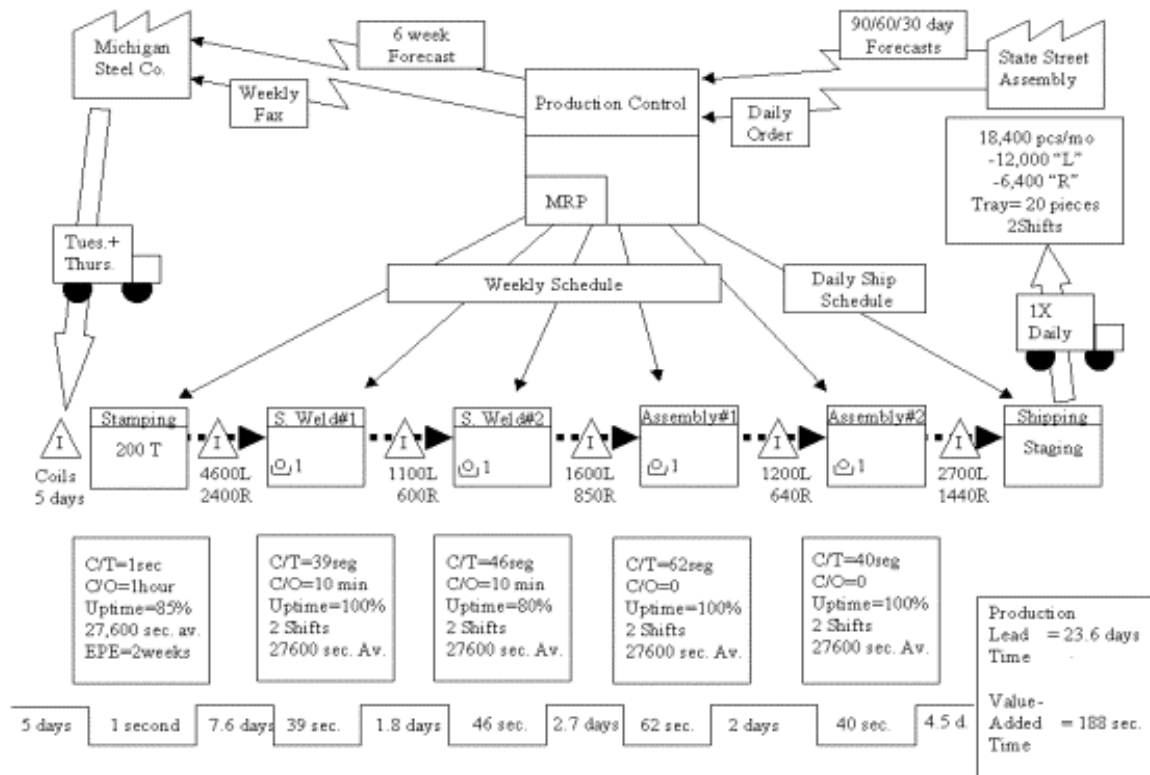 Michigan
Steel Co.
6 week
Forecast
90/60/30 day
Forecasts
State Street
Assembly
Weekly
Fax
Production Control
Daily
Order
MRP
18,400 pcs/mo
-12,000 “L”
-6,400 “R”
Tray= 20 pieces
2Shifts
Tues.+
Thurs.
Weekly Schedule
Daily Ship
Schedule
1X
Daily
I
Coils
5 days
Stamping
200 T
I
4600L
2400R
S. Weld#1
1
I
1100L
600R
S. Weld#2
1
I
1600L
850R
Assembly#1
1
I
1200L
640R
Assembly#2
1
I
2700L
1440R
Shipping
Staging
C/T=1sec
C/O=1hour
Uptime=85%
27,600 sec. av.
EPE=2weeks
C/T=39seg
C/O=10 min
Uptime=100%
2 Shifts
27600 sec. Av.
C/T=46seg
C/O=10 min
Uptime=80%
2 Shifts
27600 sec. Av.
C/T=62seg
C/O=0
Uptime=100%
2 Shifts
27600 sec. Av.
C/T=40seg
C/O=0
Uptime=100%
2 Shifts
27600 sec. Av.
Production
Lead = 23.6 days
Time
Value-
Added = 188 sec.
Time
5 days
1 second
7.6 days
39 sec.
1.8 days
46 sec.
2.7 days
62 sec.
2 days
40 sec.
4.5 d.